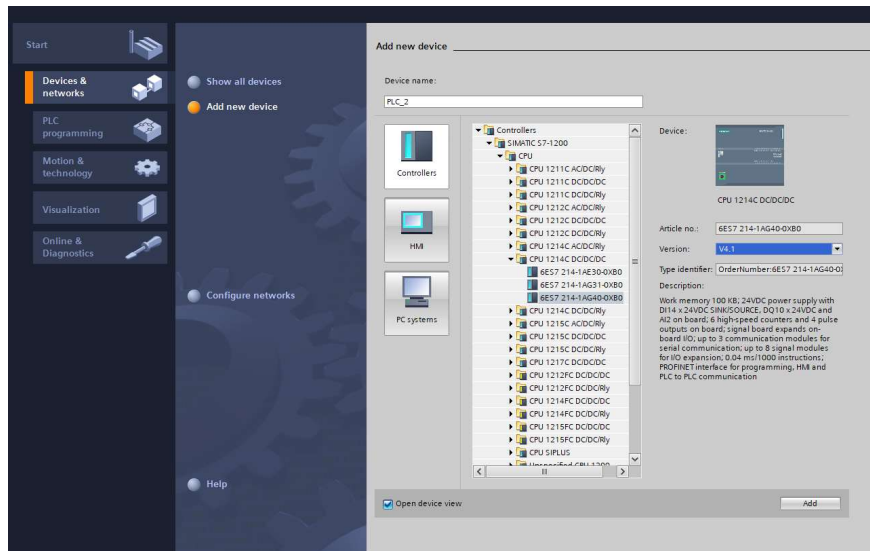 Start
Devices &
networks
PLC
programming
Motion &
technology
Visualization
Online &
Diagnostics
Show all devices
Add new device
Configure networks
Help
Add new device
Device name:
PLC_2
Controllers
HMI
PC systems
Controllers
SIMATIC S7-1200
CPU
CPU 1211C AC/DC/Rly
CPU 1211C DC/DC/DC
CPU 1211C DC/DC/Rly
CPU 1212C AC/DC/Rly
CPU 1212C DC/DC/DC
CPU 1212C DC/DC/Rly
CPU 1214C AC/DC/Rly
CPU 1214C DC/DC/DC
6ES7 214-1AE30-0XB0
6ES7 214-1AG31-0XB0
6ES7 214-1AG40-0XB0
CPU 1214C DC/DC/Rly
CPU 1215C AC/DC/Rly
CPU 1215C DC/DC/DC
CPU 1215C DC/DC/Rly
CPU 1217C DC/DC/DC
CPU 1212FC DC/DC/DC
CPU 1212FC DC/DC/Rly
CPU 1214FC DC/DC/DC
CPU 1214FC DC/DC/Rly
CPU 1215FC DC/DC/DC
CPU 1215FC DC/DC/Rly
CPU SIPLUS
Unspecified CPU 1200
Device:
CPU 1214C DC/DC/DC
Article no.:
6ES7 214-1AG40-0XB0
Version:
V4.1
Type identifier:
OrderNumber:6ES7 214-1AG40-0
Description:
Work memory 100 KB; 24VDC power supply with
DI14 x 24VDC SINK/SOURCE, DQ10 x 24VDC and
AI2 on board; 6 high-speed counters and 4 pulse
outputs on board; signal board expands on-
board I/O; up to 3 communication modules for
serial communication; up to 8 signal modules
for I/O expansion; 0.04 ms/1000 instructions;
PROFINET interface for programming, HMI and
PLC to PLC communication
Open device view
Add